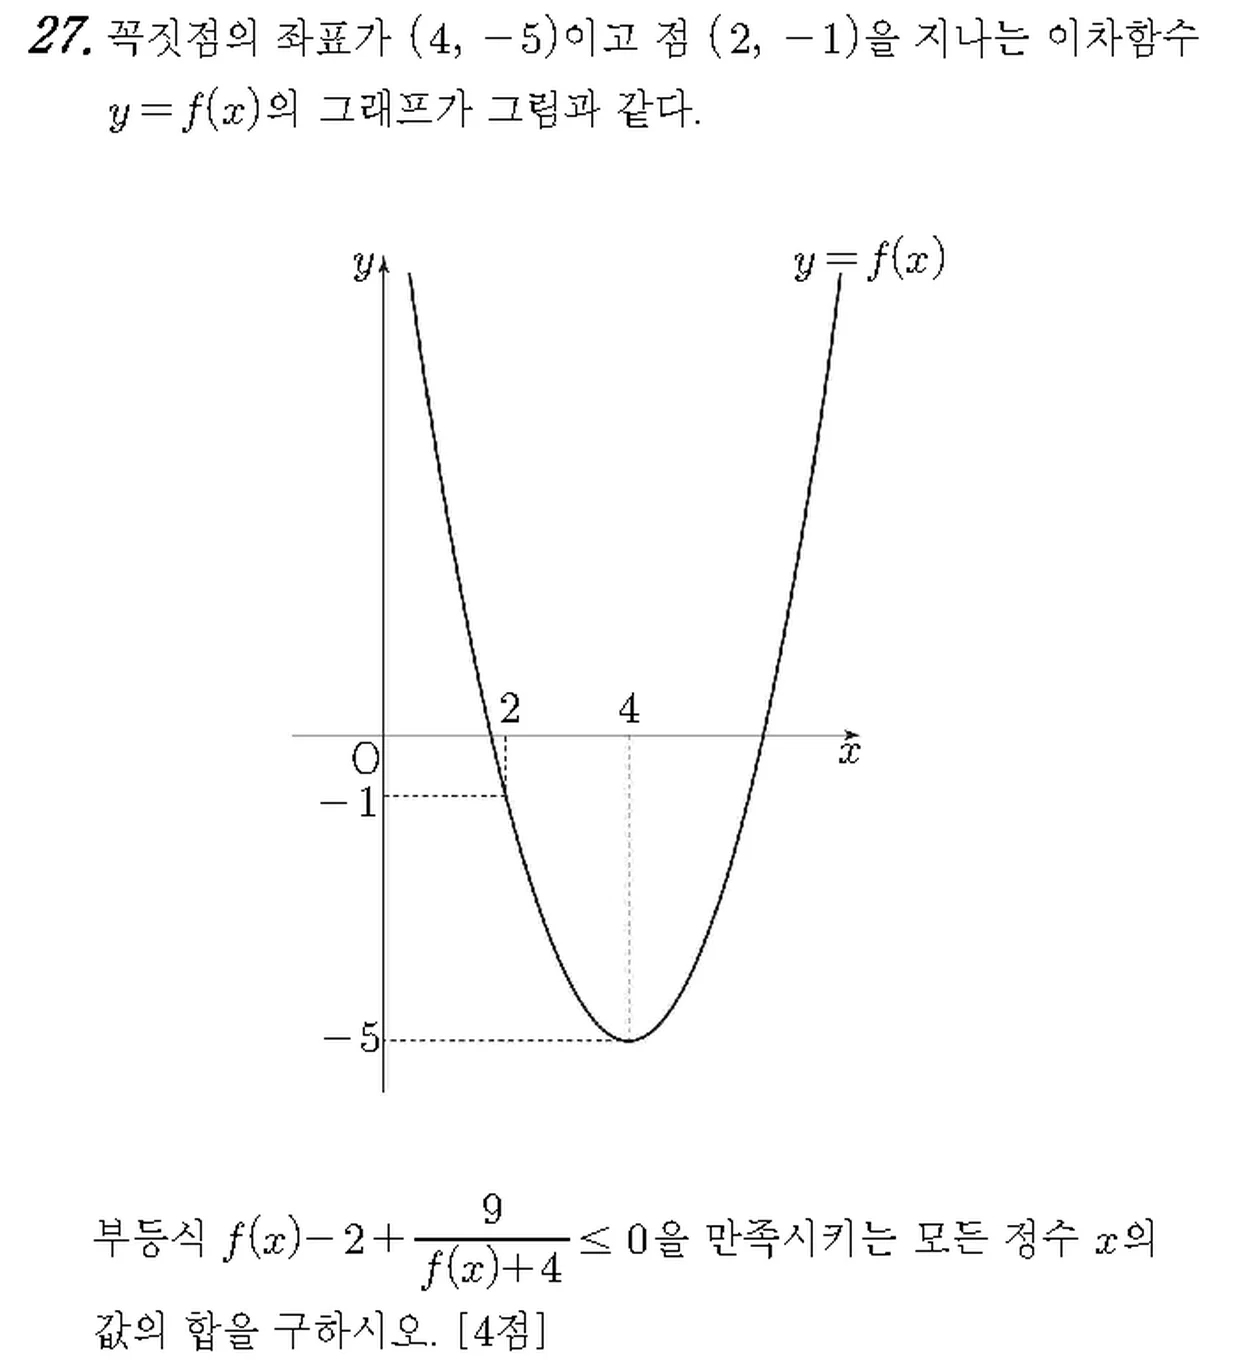 27. 꼭짓점의 좌표가 (4, −5)이고 점 (2, −1)을 지나는 이차함수
y=f(x)의 그래프가 그림과 같다.
y
y=f(x)
2
4
O
x
−1
−5
부등식 f(x)−2+9/(f(x)+4)≤0을 만족시키는 모든 정수 x의
값의 합을 구하시오. [4점]